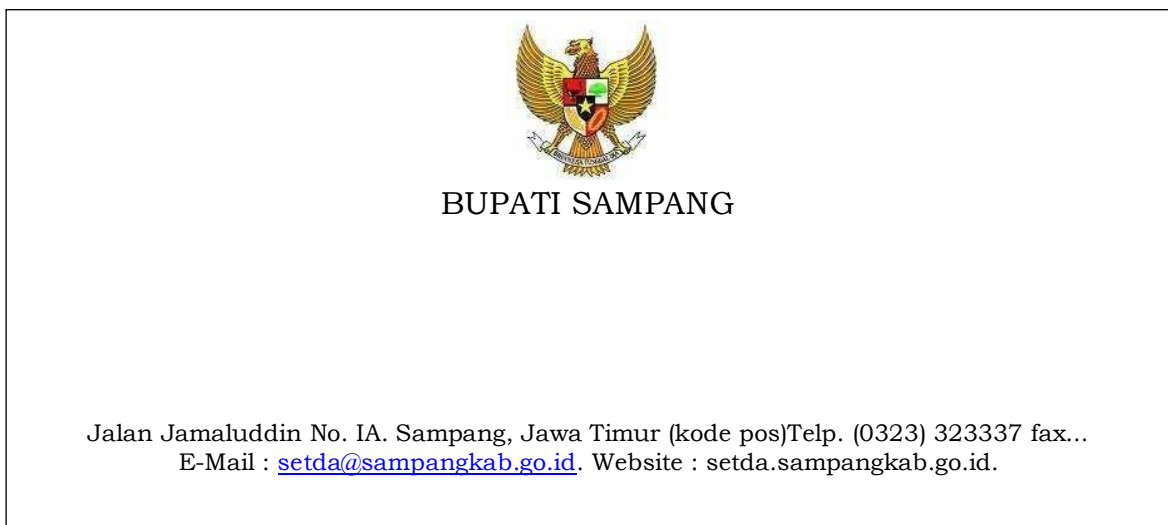 BUPATI SAMPANG
Jalan Jamaluddin No. IA. Sampang, Jawa Timur (kode pos)Telp. (0323) 323337 fax...
E-Mail : setda@sampangkab.go.id. Website : setda.sampangkab.go.id.